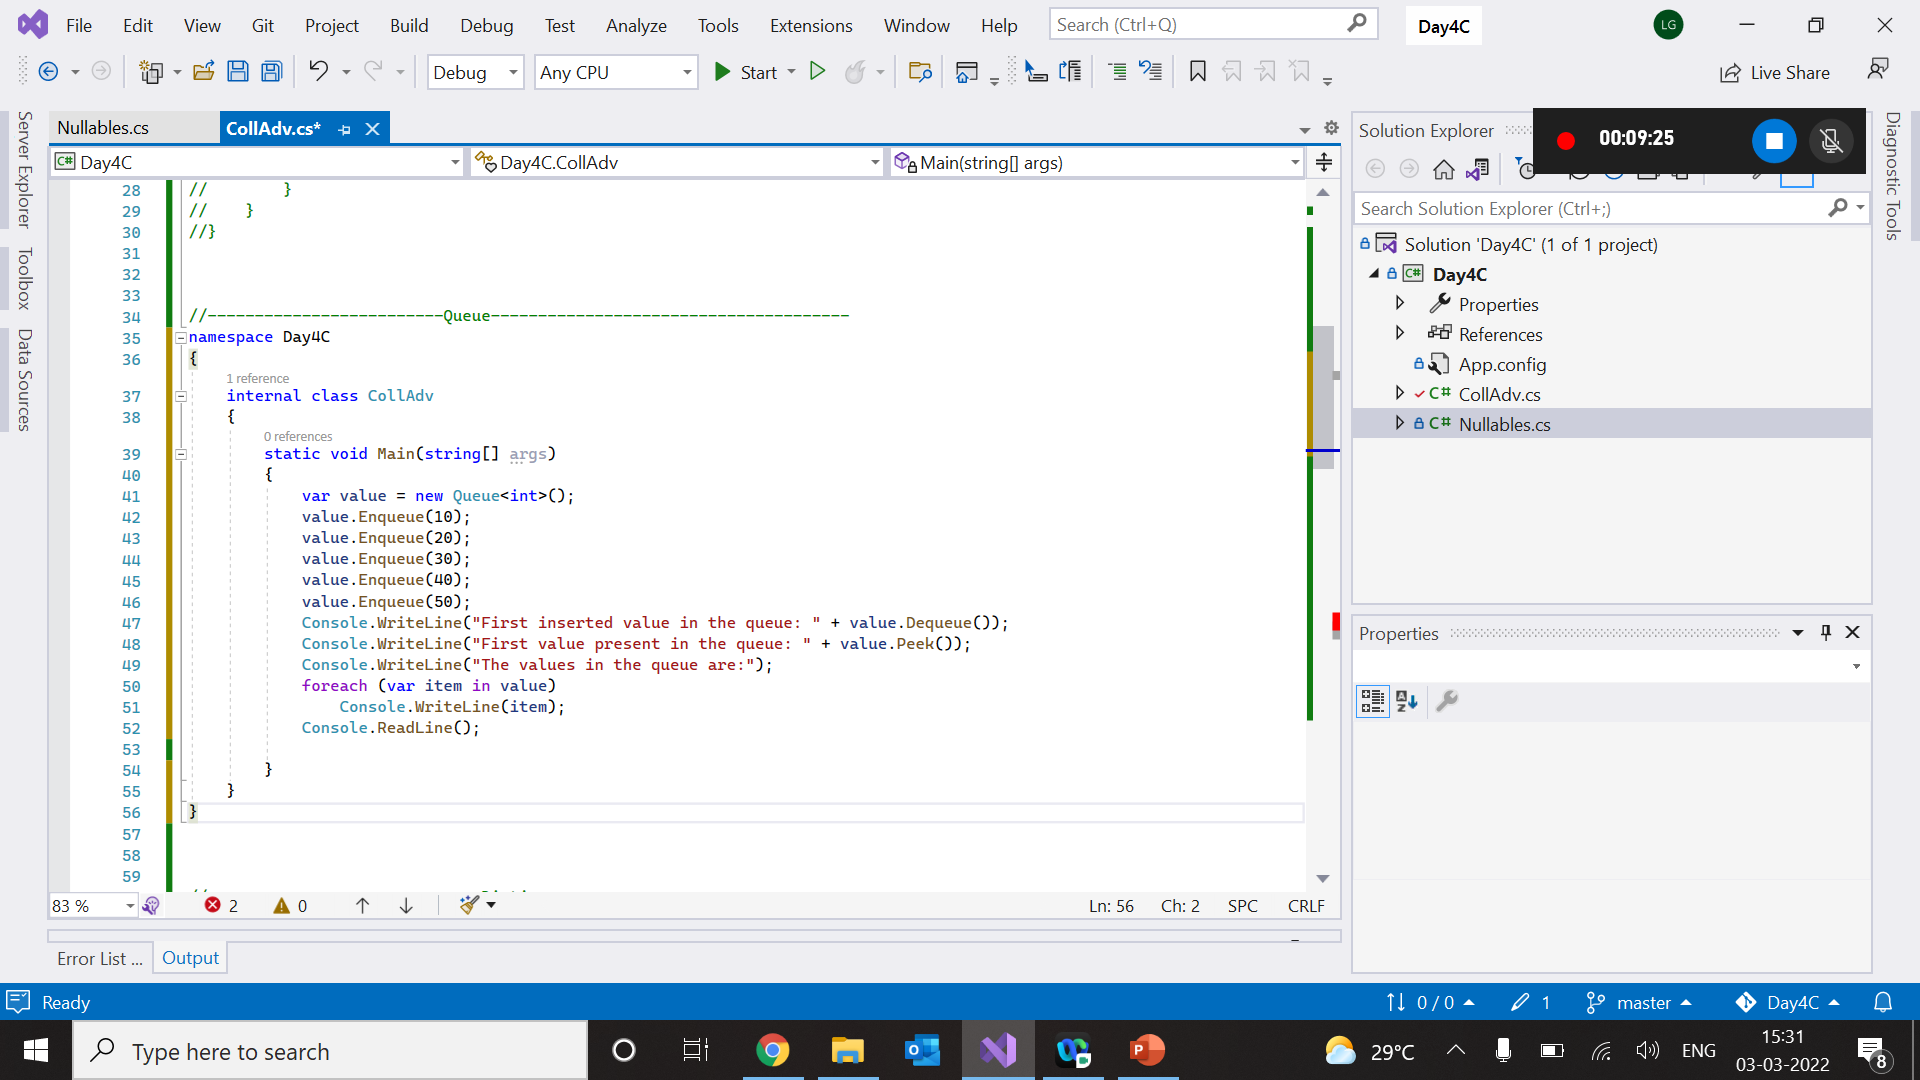 File Edit View Git Project Build Debug Test Analyze Tools Extensions Window Help Search (Ctrl+Q) Day4C LG
Debug Any CPU Start Live Share
Server Explorer
Toolbox
Data Sources
Nullables.cs CollAdv.cs*
Day4C Day4C.CollAdv Main(string[] args)
28 // }
29 // }
30 //}
31
32
33
34 //-------------------------Queue--------------------------------------
35 namespace Day4C
36 {
1 reference
37 internal class CollAdv
38 {
0 references
39 static void Main(string[] args)
40 {
41 var value = new Queue<int>();
42 value.Enqueue(10);
43 value.Enqueue(20);
44 value.Enqueue(30);
45 value.Enqueue(40);
46 value.Enqueue(50);
47 Console.WriteLine("First inserted value in the queue: " + value.Dequeue());
48 Console.WriteLine("First value present in the queue: " + value.Peek());
49 Console.WriteLine("The values in the queue are:");
50 foreach (var item in value)
51 Console.WriteLine(item);
52 Console.ReadLine();
53
54 }
55 }
56 }
57
58
59
83 % 2 0 Ln: 56 Ch: 2 SPC CRLF
Error List ... Output
Solution Explorer
00:09:25
Search Solution Explorer (Ctrl+;)
Solution 'Day4C' (1 of 1 project)
C# Day4C
Properties
References
App.config
C# CollAdv.cs
C# Nullables.cs
Properties
Diagnostic Tools
Ready 0 / 0 1 master Day4C
Type here to search 29°C ENG 15:31
03-03-2022 8